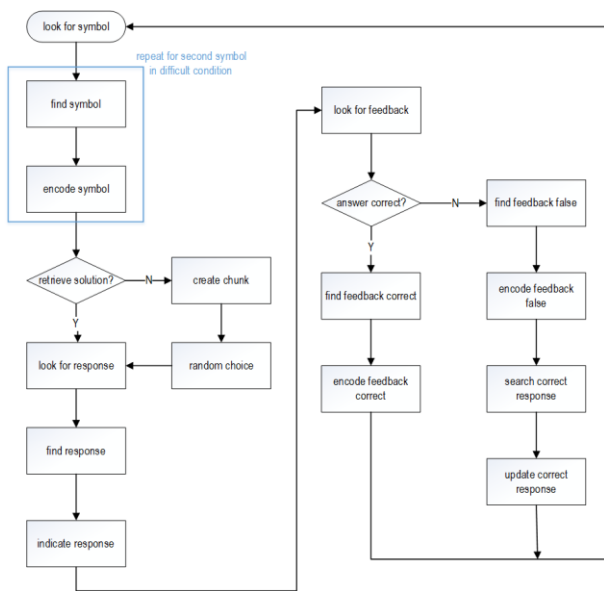 look for symbol
repeat for second symbol
in difficult condition
find symbol
encode symbol
retrieve solution?
N
create chunk
Y
look for response
random choice
find response
indicate response
look for feedback
answer correct?
N
find feedback false
Y
find feedback correct
encode feedback
false
encode feedback
correct
search correct
response
update correct
response